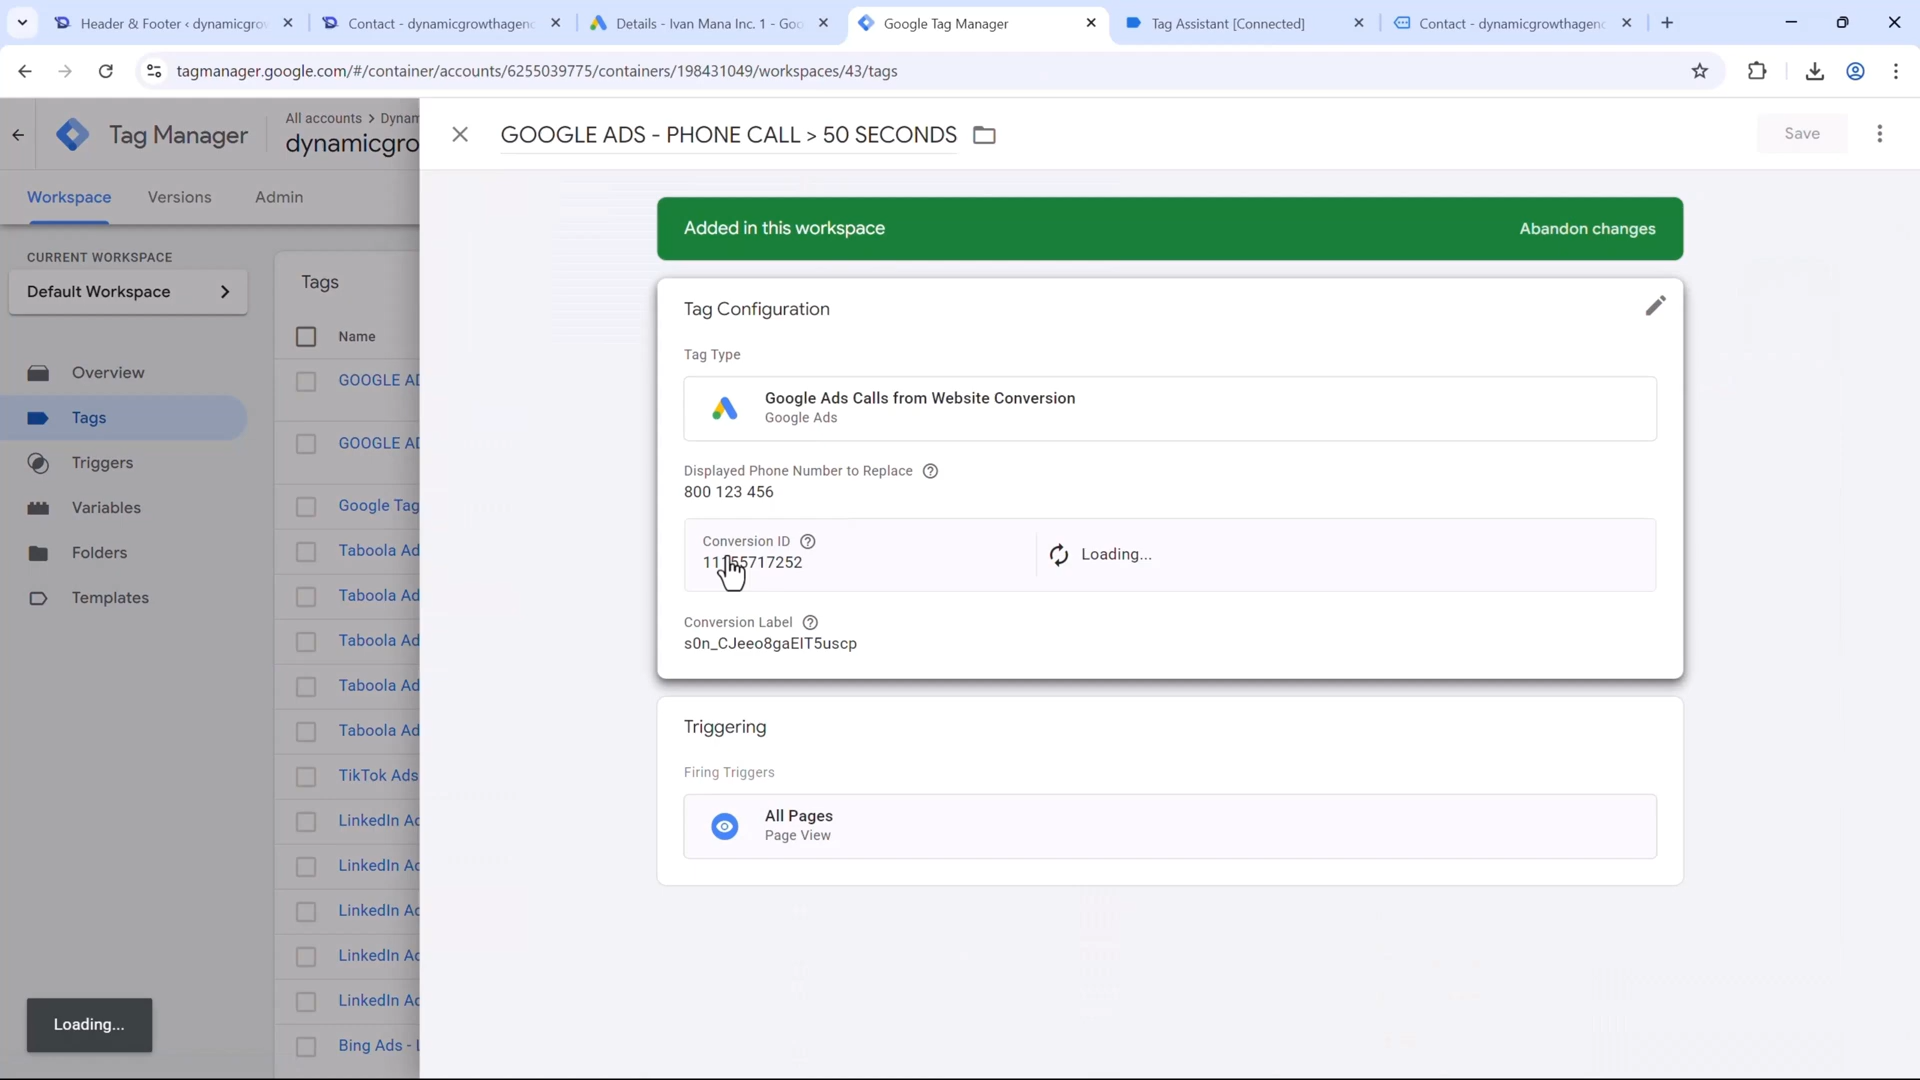 Header & Footer ‹ dynamicgrow
Contact - dynamicgrowthagenc
Details - Ivan Mana Inc. 1 - Goo
Google Tag Manager
Tag Assistant [Connected]
Contact - dynamicgrowthagenc
tagmanager.google.com/#/container/accounts/6255039775/containers/198431049/workspaces/43/tags
Tag Manager
All accounts > Dynam
dynamicgro
GOOGLE ADS - PHONE CALL > 50 SECONDS
Save
Workspace
Versions
Admin
CURRENT WORKSPACE
Default Workspace
Overview
Tags
Triggers
Variables
Folders
Templates
Loading...
Tags
Name
GOOGLE AD
GOOGLE AD
Google Tag
Taboola Ad
Taboola Ad
Taboola Ad
Taboola Ad
Taboola Ad
TikTok Ads
LinkedIn Ad
LinkedIn Ad
LinkedIn Ad
LinkedIn Ad
LinkedIn Ad
Bing Ads - L
Added in this workspace
Abandon changes
Tag Configuration
Tag Type
Google Ads Calls from Website Conversion
Google Ads
Displayed Phone Number to Replace
800 123 456
Conversion ID
Loading...
Conversion Label
s0n_CJeeo8gaEIT5uscp
Triggering
Firing Triggers
All Pages
Page View